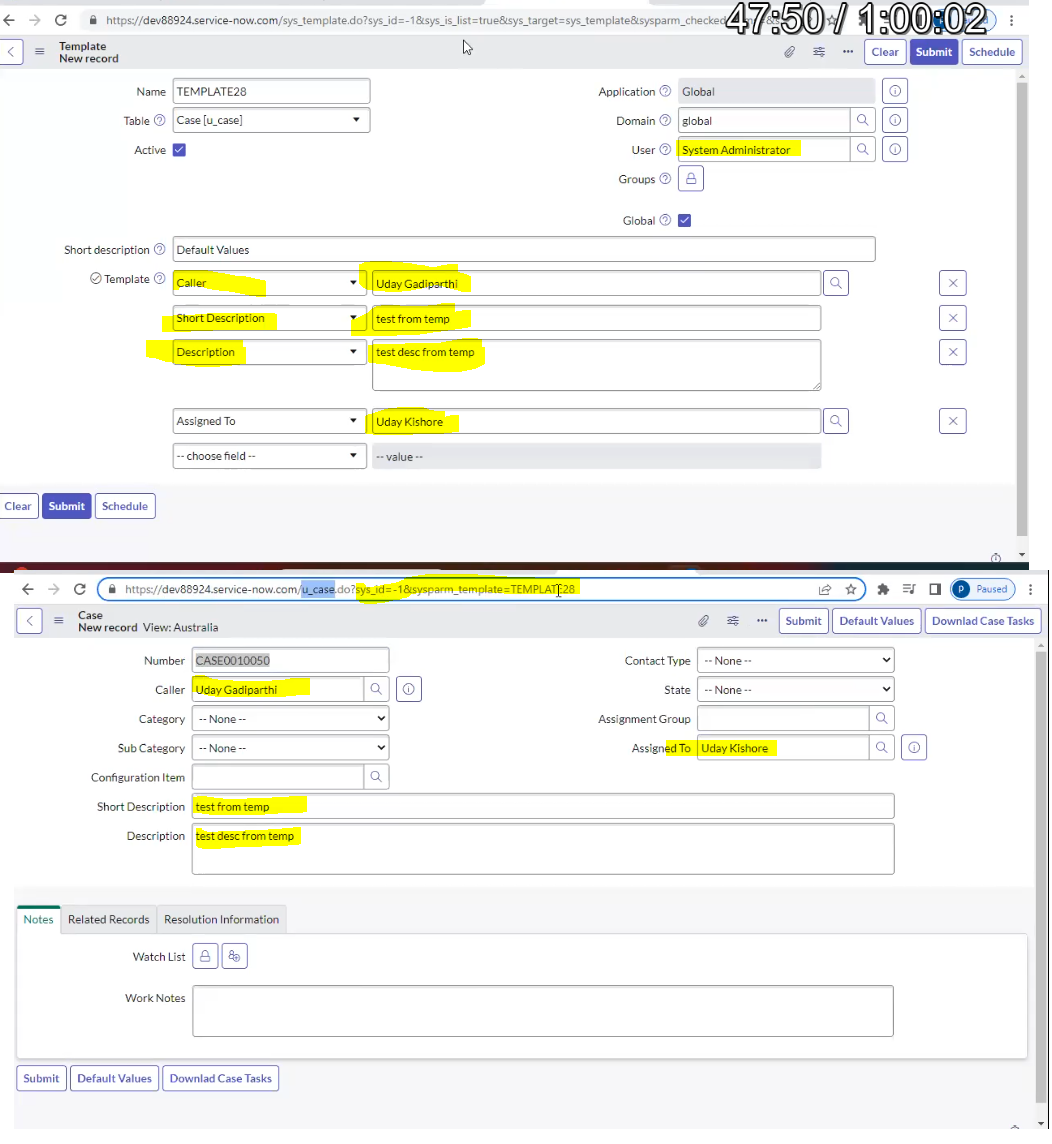 https://dev88924.service-now.com/sys_template.do?sys_id=-1&sys_is_list=true&sys_target=sys_template&sysparm_checked
47:50 / 1:00:02
Template
New record
Clear
Submit
Schedule
Name
TEMPLATE28
Application
Global
Table
Case [u_case]
Domain
global
Active
User
System Administrator
Groups
Global
Short description
Default Values
Template
Caller
Uday Gadiparthi
Short Description
test from temp
Description
test desc from temp
Assigned To
Uday Kishore
-- choose field --
-- value --
Clear
Submit
Schedule
https://dev88924.service-now.com/u_case.do?sys_id=-1&sysparm_template=TEMPLATE28
P Paused
Case
New record View: Australia
Submit
Default Values
Downlad Case Tasks
Number
CASE0010050
Contact Type
-- None --
Caller
Uday Gadiparthi
State
-- None --
Category
-- None --
Assignment Group
Sub Category
-- None --
Assigned To
Uday Kishore
Configuration Item
Short Description
test from temp
Description
test desc from temp
Notes
Related Records
Resolution Information
Watch List
Work Notes
Submit
Default Values
Downlad Case Tasks